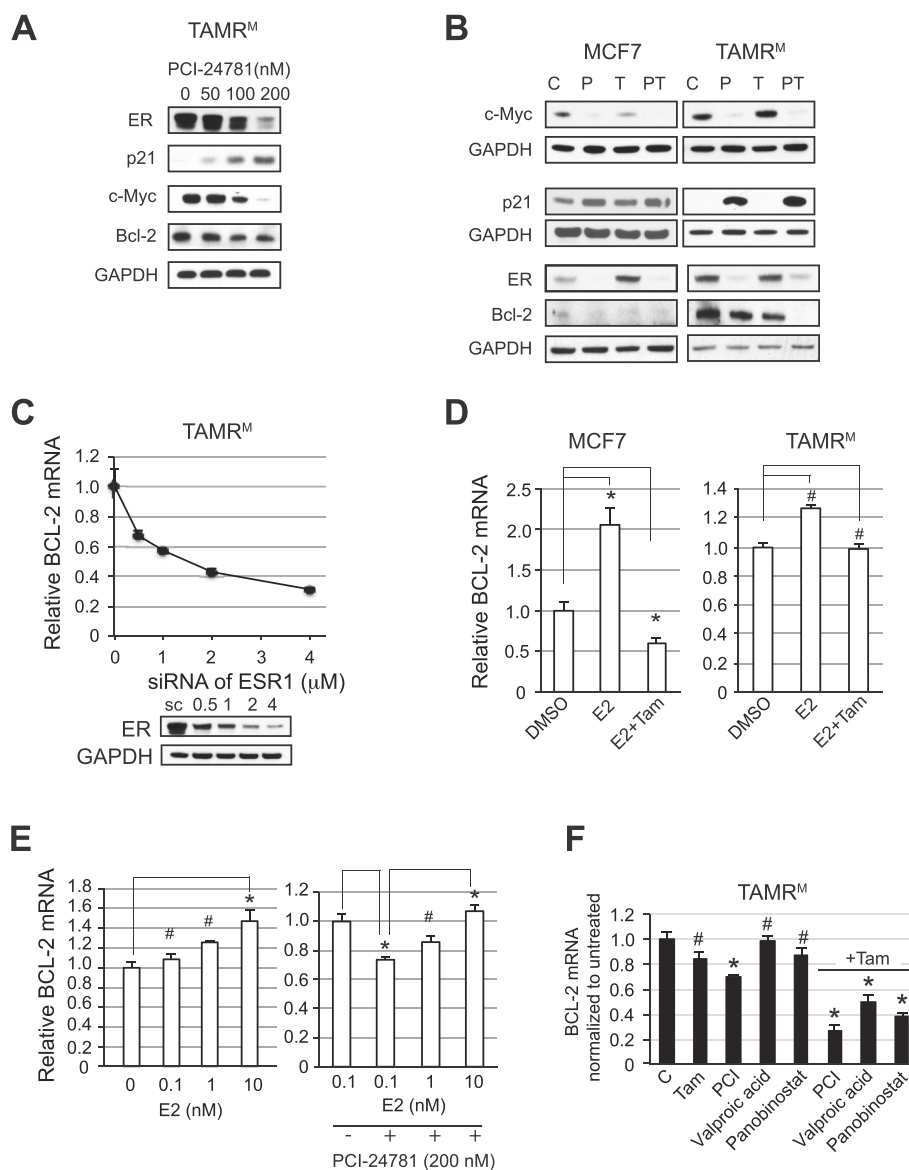 A
TAMRᴹ
PCI-24781(nM)
0 50 100 200
ER
p21
c-Myc
Bcl-2
GAPDH
B
MCF7 TAMRᴹ
C P T PT C P T PT
c-Myc
GAPDH
p21
GAPDH
ER
Bcl-2
GAPDH
C
TAMRᴹ
Relative BCL-2 mRNA
1.2
1.0
0.8
0.6
0.4
0.2
0
0 1 2 3 4
siRNA of ESR1 (μM)
sc 0.5 1 2 4
ER
GAPDH
D
MCF7
Relative BCL-2 mRNA
2.5
2.0
1.5
1.0
0.5
0
* *
DMSO E2 E2+Tam
TAMRᴹ
1.4
1.2
1.0
0.8
0.6
0.4
0.2
0
# #
DMSO E2 E2+Tam
E
Relative BCL-2 mRNA
1.8
1.6
1.4
1.2
1.0
0.8
0.6
0.4
0.2
0
# # *
0 0.1 1 10
E2 (nM)
1.2
1.0
0.8
0.6
0.4
0.2
0
* # *
0.1 0.1 1 10
E2 (nM)
- + + +
PCI-24781 (200 nM)
F
TAMRᴹ
BCL-2 mRNA
normalized to untreated
1.2
1.0
0.8
0.6
0.4
0.2
0
# * # #
+Tam
* * *
C Tam PCI Valproic acid Panobinostat PCI Valproic acid Panobinostat